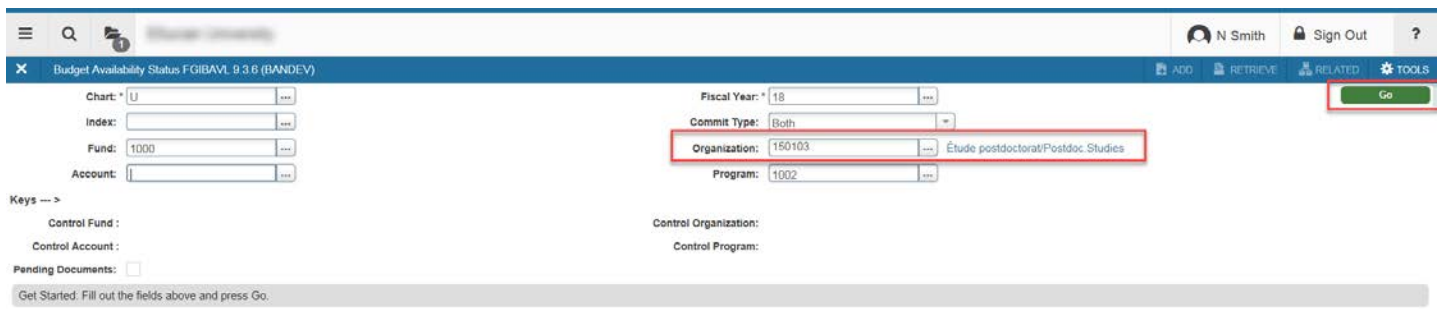 1 N Smith Sign Out ?
Budget Availability Status FGIBAVL 9.3.6 (BANDEV) ADD RETRIEVE RELATED TOOLS
Chart: * U ... Fiscal Year: * 18 ... Go
Index: ... Commit Type: Both
Fund: 1000 ... Organization: 150103 ... Étude postdoctorat/Postdoc.Studies
Account: ... Program: 1002 ...
Keys --- >
Control Fund : Control Organization:
Control Account : Control Program:
Pending Documents:
Get Started: Fill out the fields above and press Go.